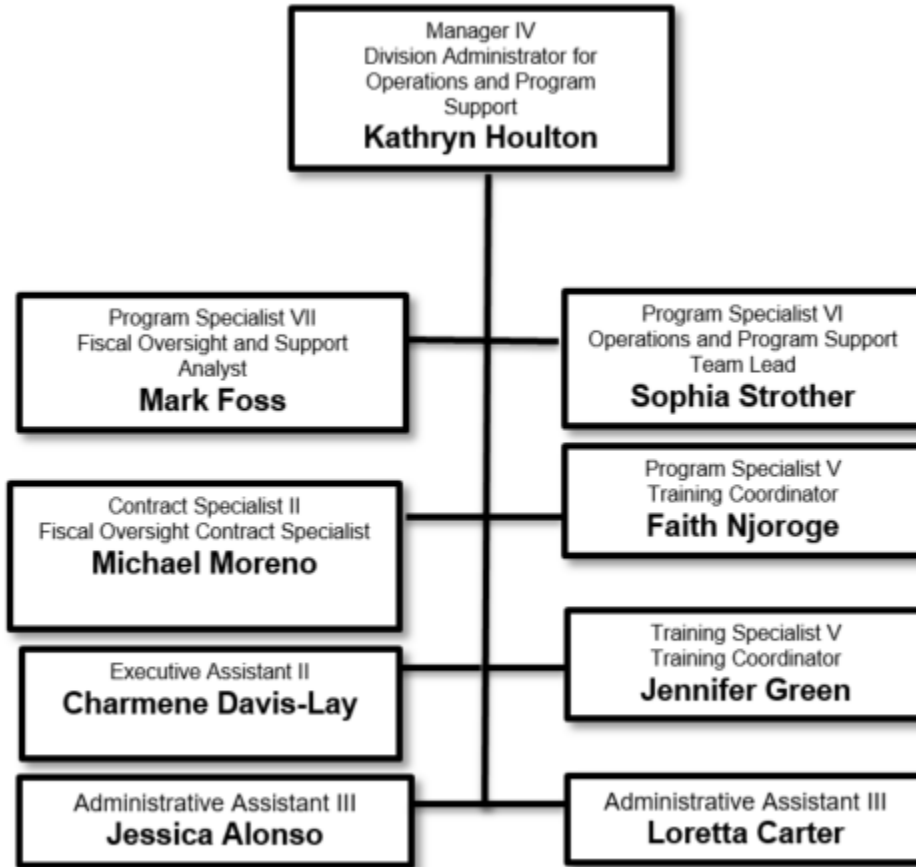 Manager IV
Division Administrator for
Operations and Program
Support
Kathryn Houlton
Program Specialist VII
Fiscal Oversight and Support
Analyst
Mark Foss
Program Specialist VI
Operations and Program Support
Team Lead
Sophia Strother
Contract Specialist II
Fiscal Oversight Contract Specialist
Michael Moreno
Program Specialist V
Training Coordinator
Faith Njoroge
Executive Assistant II
Charmene Davis-Lay
Training Specialist V
Training Coordinator
Jennifer Green
Administrative Assistant III
Jessica Alonso
Administrative Assistant III
Loretta Carter